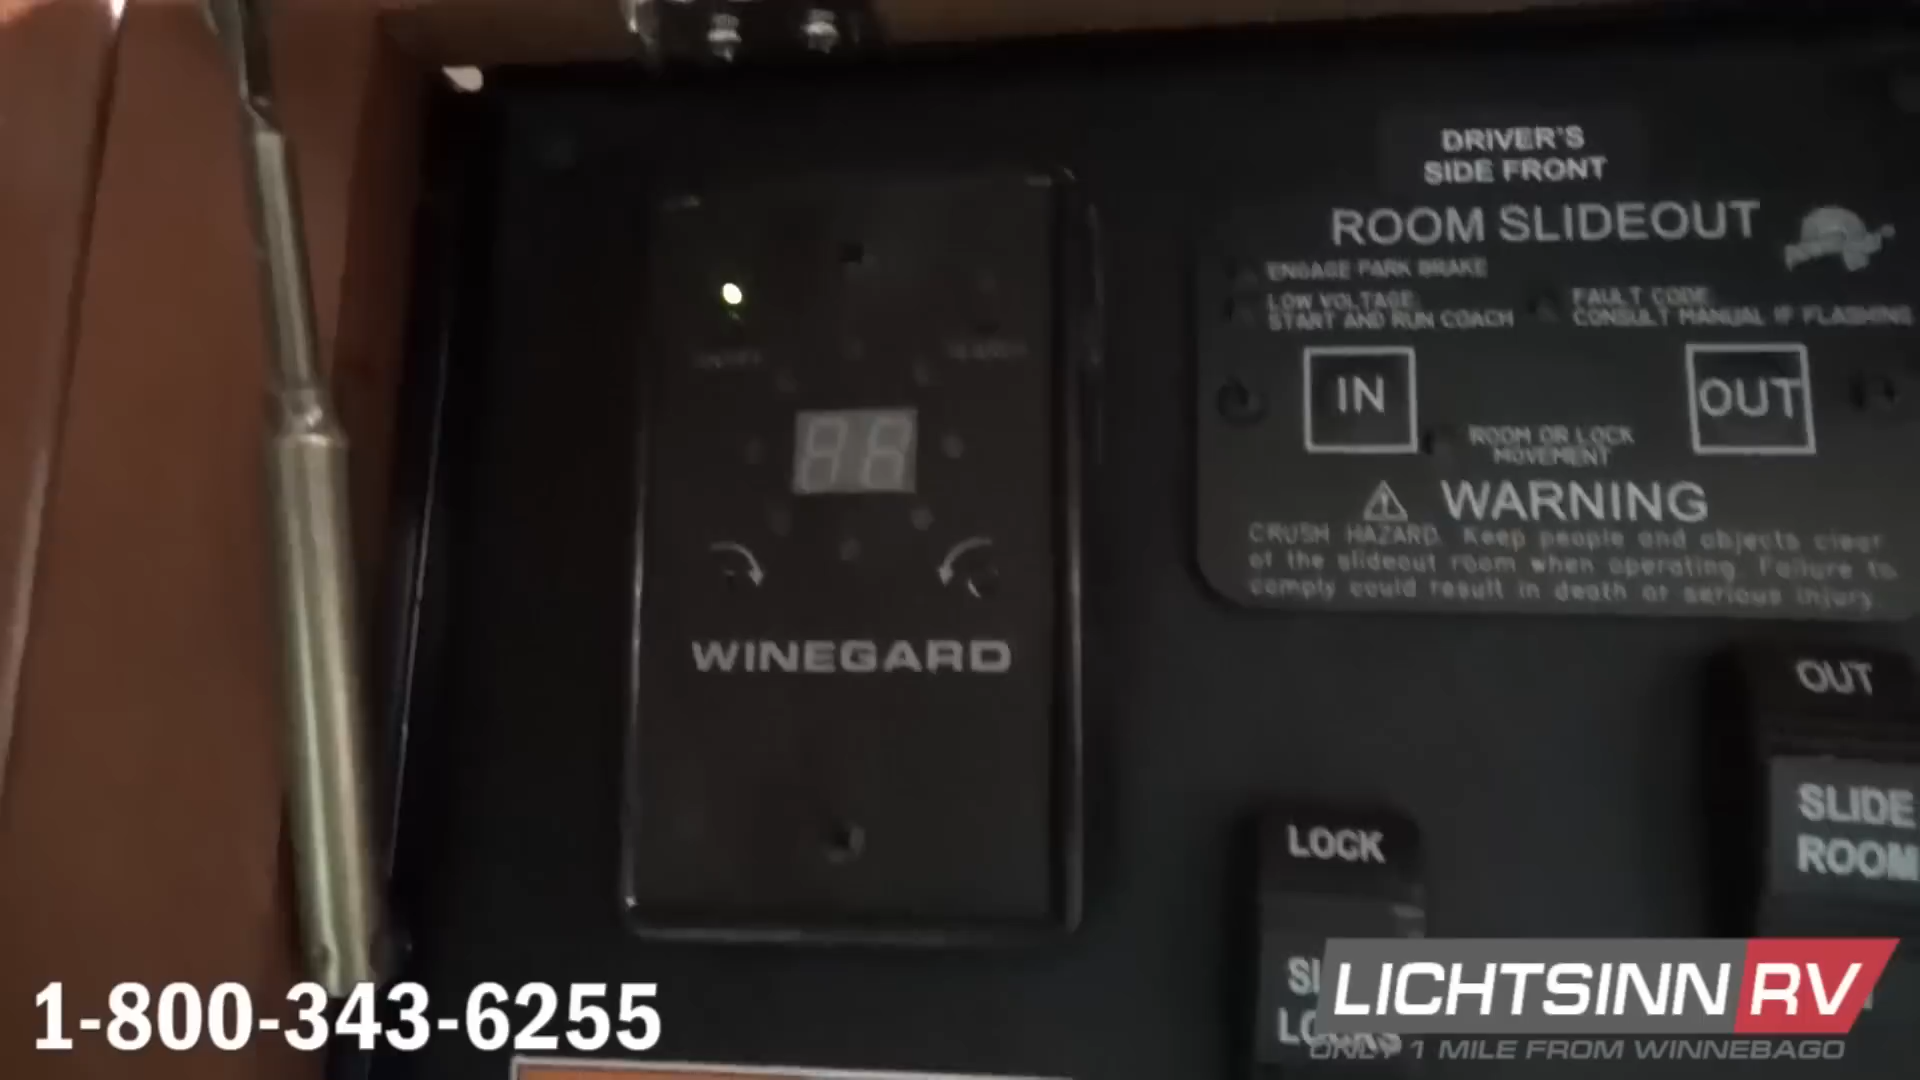 DRIVER'S
SIDE FRONT
ROOM SLIDEOUT
ENGAGE PARK BRAKE
LOW VOLTAGE:
START AND RUN COACH
FAULT CODE:
CONSULT MANUAL IF FLASHING
IN
OUT
ROOM OR LOCK
MOVEMENT
WARNING
CRUSH HAZARD. Keep people and objects clear
of the slideout room when operating. Failure to
comply could result in death or serious injury.
WINEGARD
OUT
SLIDE
ROOM
LOCK
1-800-343-6255
LICHTSINN RV
ONLY 1 MILE FROM WINNEBAGO